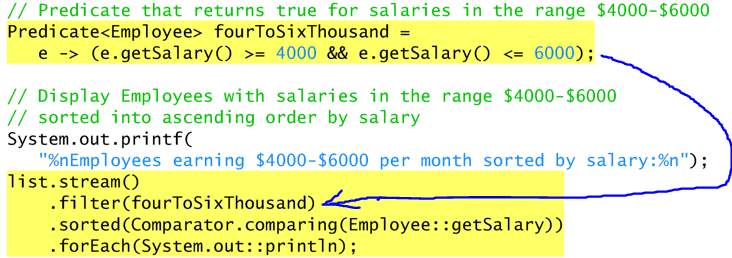 // Predicate that returns true for salaries in the range $4000-$6000
Predicate<Employee> fourToSixThousand =
e -> (e.getSalary() >= 4000 && e.getSalary() <= 6000);
// Display Employees with salaries in the range $4000-$6000
// sorted into ascending order by salary
System.out.printf(
"%nEmployees earning $4000-$6000 per month sorted by salary:%n");
list.stream()
.filter(fourToSixThousand)
.sorted(Comparator.comparing(Employee::getSalary))
.forEach(System.out::println);